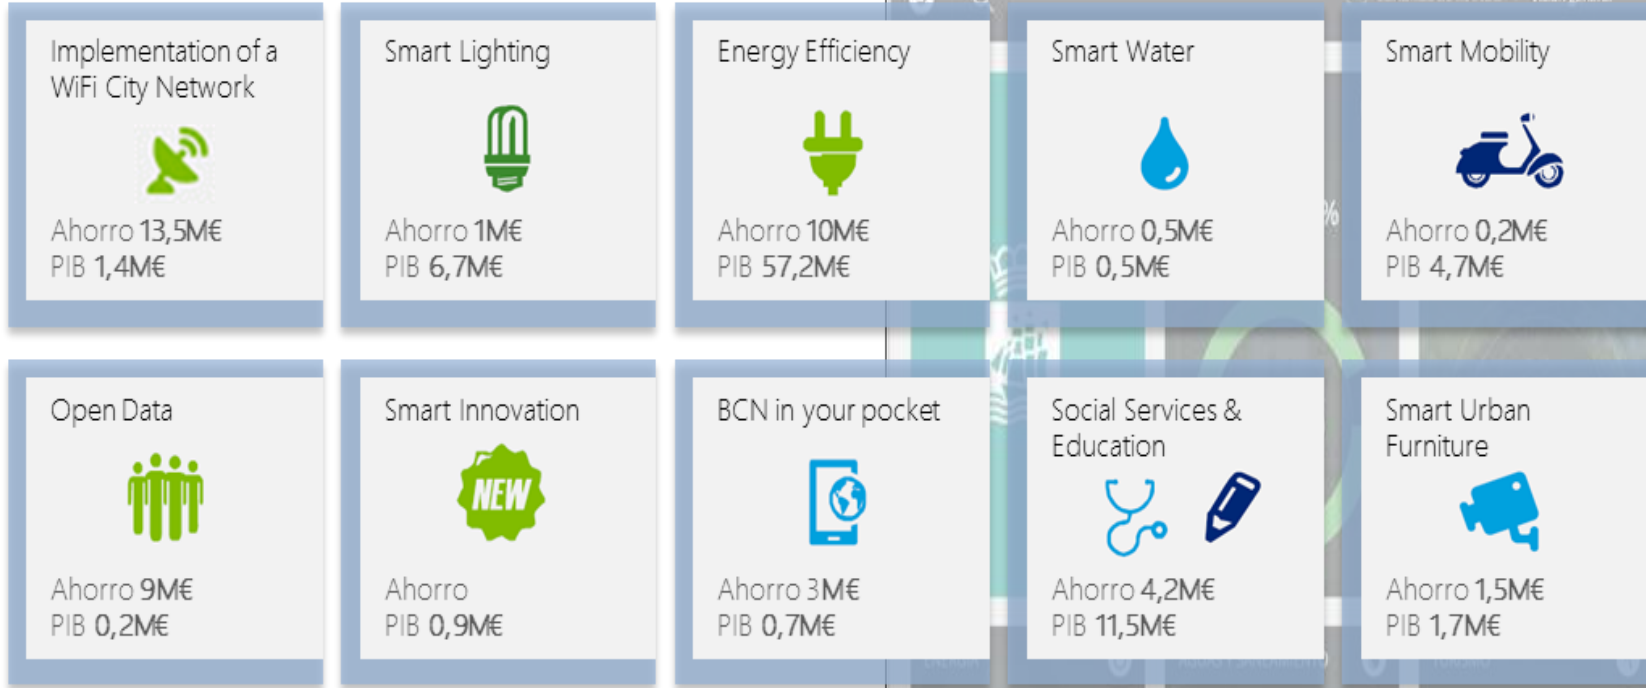 Implementation of a
WiFi City Network
Ahorro 13,5M€
PIB 1,4M€
Smart Lighting
Ahorro 1M€
PIB 6,7M€
Energy Efficiency
Ahorro 10M€
PIB 57,2M€
Smart Water
Ahorro 0,5M€
PIB 0,5M€
%
Smart Mobility
Ahorro 0,2M€
PIB 4,7M€
Open Data
Ahorro 9M€
PIB 0,2M€
Smart Innovation
NEW
Ahorro
PIB 0,9M€
BCN in your pocket
Ahorro 3M€
PIB 0,7M€
Social Services &
Education
Ahorro 4,2M€
PIB 11,5M€
Smart Urban
Furniture
Ahorro 1,5M€
PIB 1,7M€
ENERGÍA
TURISMO